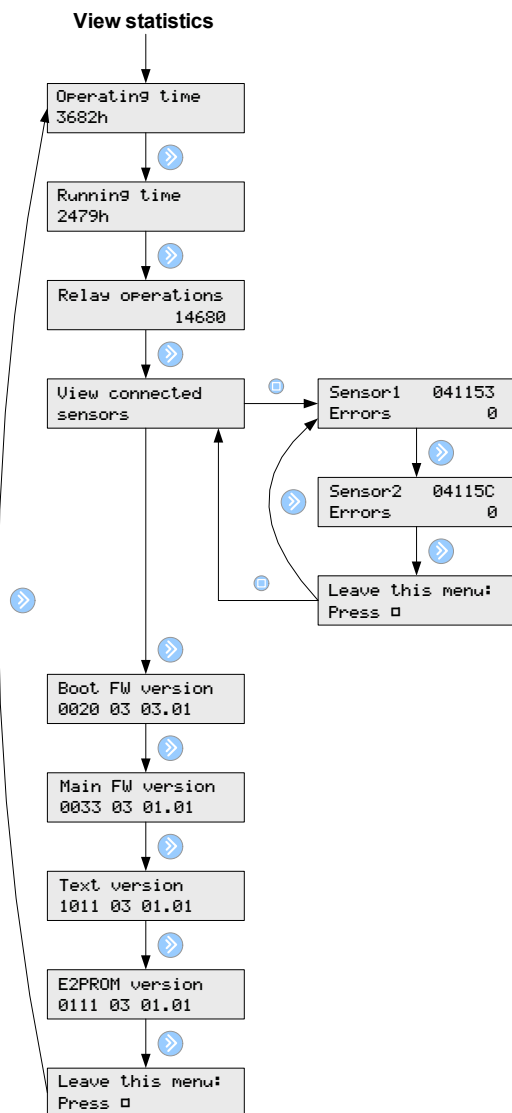 View statistics
Operating time
3682h
Running time
2479h
Relay operations
14680
View connected
sensors
Sensor1 041153
Errors 0
Sensor2 04115C
Errors 0
Leave this menu:
Press □
Boot FW version
0020 03 03.01
Main FW version
0033 03 01.01
Text version
1011 03 01.01
E2PROM version
0111 03 01.01
Leave this menu:
Press □